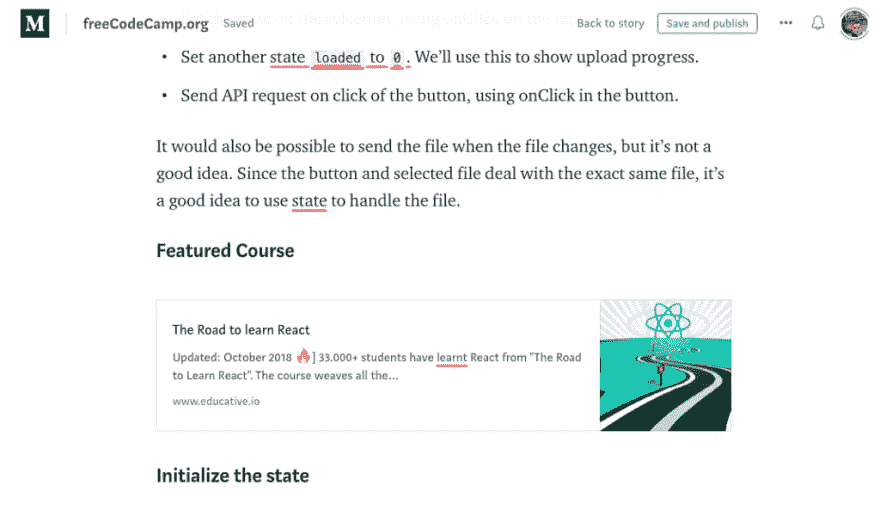 M freeCodeCamp.org Saved Back to story Save and publish
• Set another state loaded to 0. We’ll use this to show upload progress.
• Send API request on click of the button, using onClick in the button.
It would also be possible to send the file when the file changes, but it’s not a
good idea. Since the button and selected file deal with the exact same file, it’s
a good idea to use state to handle the file.
Featured Course
The Road to learn React
Updated: October 2018 🔥] 33.000+ students have learnt React from “The Road
to Learn React”. The course weaves all the...
www.educative.io
Initialize the state